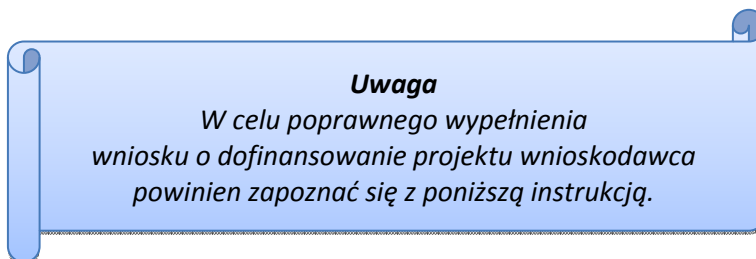 Uwaga
W celu poprawnego wypełnienia
wniosku o dofinansowanie projektu wnioskodawca
powinien zapoznać się z poniższą instrukcją.